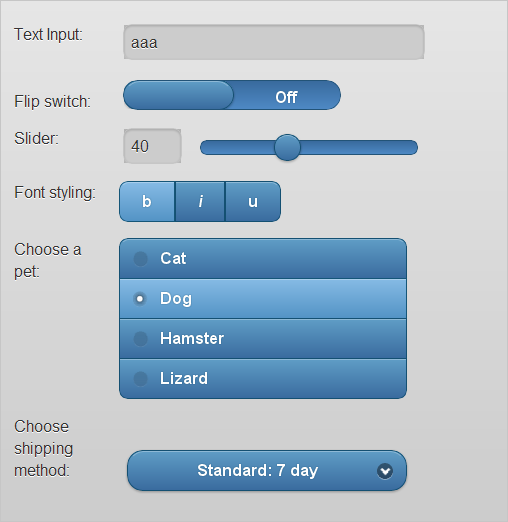 Text Input:
aaa
Flip switch:
Off
Slider:
40
Font styling:
b i u
Choose a
pet:
Cat
Dog
Hamster
Lizard
Choose
shipping
method:
Standard: 7 day